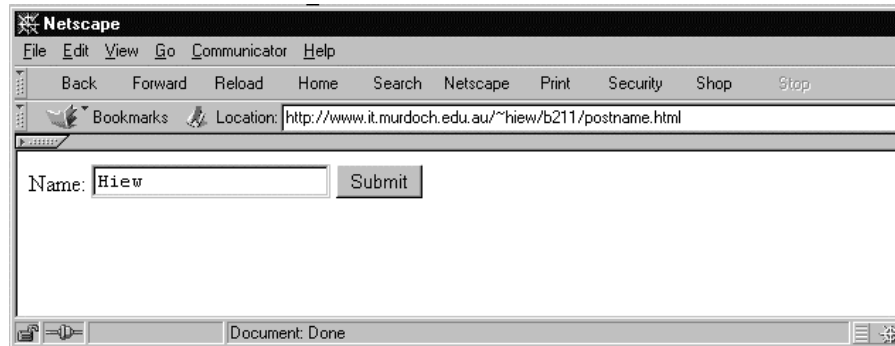 Netscape
File Edit View Go Communicator Help
Back Forward Reload Home Search Netscape Print Security Shop Stop
Bookmarks Location: http://www.it.murdoch.edu.au/~hiew/b211/postname.html
Name: Hiew Submit
Document: Done